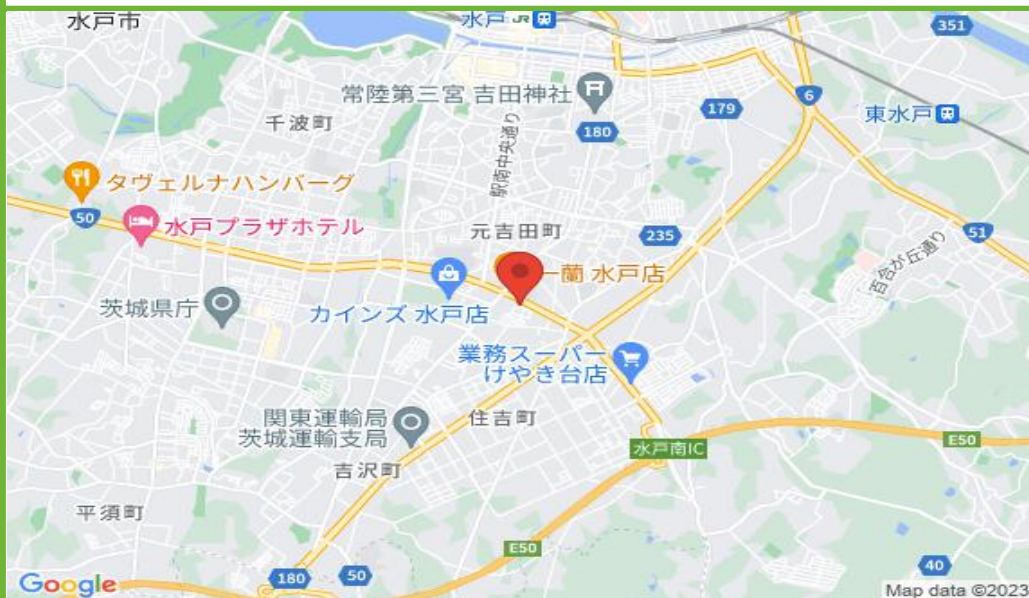 水戸市
水戸 JR
351
常陸第三宮 吉田神社
179
6
千波町
180
東水戸
駅南中央通り
タヴェルナハンバーグ
50
水戸プラザホテル
元吉田町
235
51
百合が丘通り
一蘭 水戸店
茨城県庁
カインズ 水戸店
業務スーパー
けやき台店
関東運輸局
茨城運輸支局
住吉町
水戸南IC
E50
吉沢町
平須町
E50
180
50
40
Google
Map data ©2023